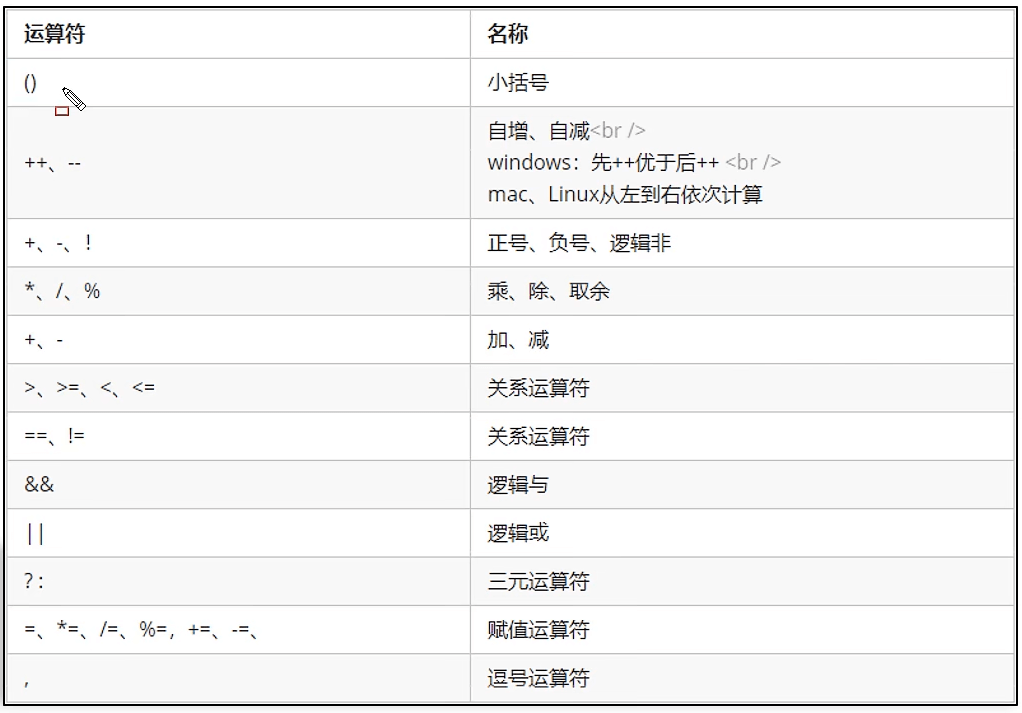 运算符 名称
() 小括号
自增、自减<br />
++、-- windows：先++优于后++ <br />
mac、Linux从左到右依次计算
+、-、! 正号、负号、逻辑非
*、/、% 乘、除、取余
+、- 加、减
>、>=、<、<= 关系运算符
==、!= 关系运算符
&& 逻辑与
|| 逻辑或
? : 三元运算符
=、*=、/=、%=，+=、-=、 赋值运算符
, 逗号运算符